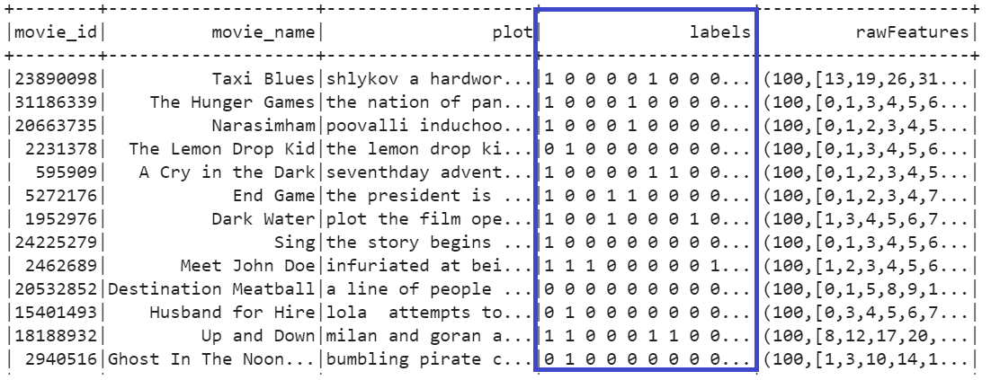 +--------+--------------------+--------------------+--------------------+--------------------+
|movie_id|          movie_name|                plot|              labels|         rawFeatures|
+--------+--------------------+--------------------+--------------------+--------------------+
|23890098|          Taxi Blues|shlykov a hardwor...|1 0 0 0 0 1 0 0 0...|(100,[13,19,26,31...|
|31186339|    The Hunger Games|the nation of pan...|1 0 0 0 1 0 0 0 0...|(100,[0,1,3,4,5,6...|
|20663735|          Narasimham|poovalli induchoo...|1 0 0 0 1 0 0 0 0...|(100,[0,1,2,3,4,5...|
| 2231378|  The Lemon Drop Kid|the lemon drop ki...|0 1 0 0 0 0 0 0 0...|(100,[0,1,3,4,5,6...|
|  595909|   A Cry in the Dark|seventhday advent...|1 0 0 0 0 1 1 0 0...|(100,[0,1,2,3,4,5...|
| 5272176|            End Game|the president is ...|1 0 0 1 1 0 0 0 0...|(100,[0,1,2,3,4,7...|
| 1952976|          Dark Water|plot the film ope...|1 0 0 1 0 0 0 1 0...|(100,[1,3,4,5,6,7...|
|24225279|                Sing|the story begins ...|1 0 0 0 0 0 0 0 0...|(100,[0,1,3,4,5,6...|
| 2462689|       Meet John Doe|infuriated at bei...|1 1 1 0 0 0 0 0 1...|(100,[1,2,3,4,5,6...|
|20532852|Destination Meatball|a line of people ...|0 0 0 0 0 0 0 0 0...|(100,[0,1,5,8,9,1...|
|15401493|    Husband for Hire|lola  attempts to...|0 1 0 0 0 0 0 0 0...|(100,[0,3,4,5,6,7...|
|18188932|         Up and Down|milan and goran a...|1 1 0 0 0 1 1 0 0...|(100,[8,12,17,20,...|
| 2940516|Ghost In The Noon...|bumbling pirate c...|0 1 0 0 0 0 0 0 0...|(100,[1,3,10,14,1...|